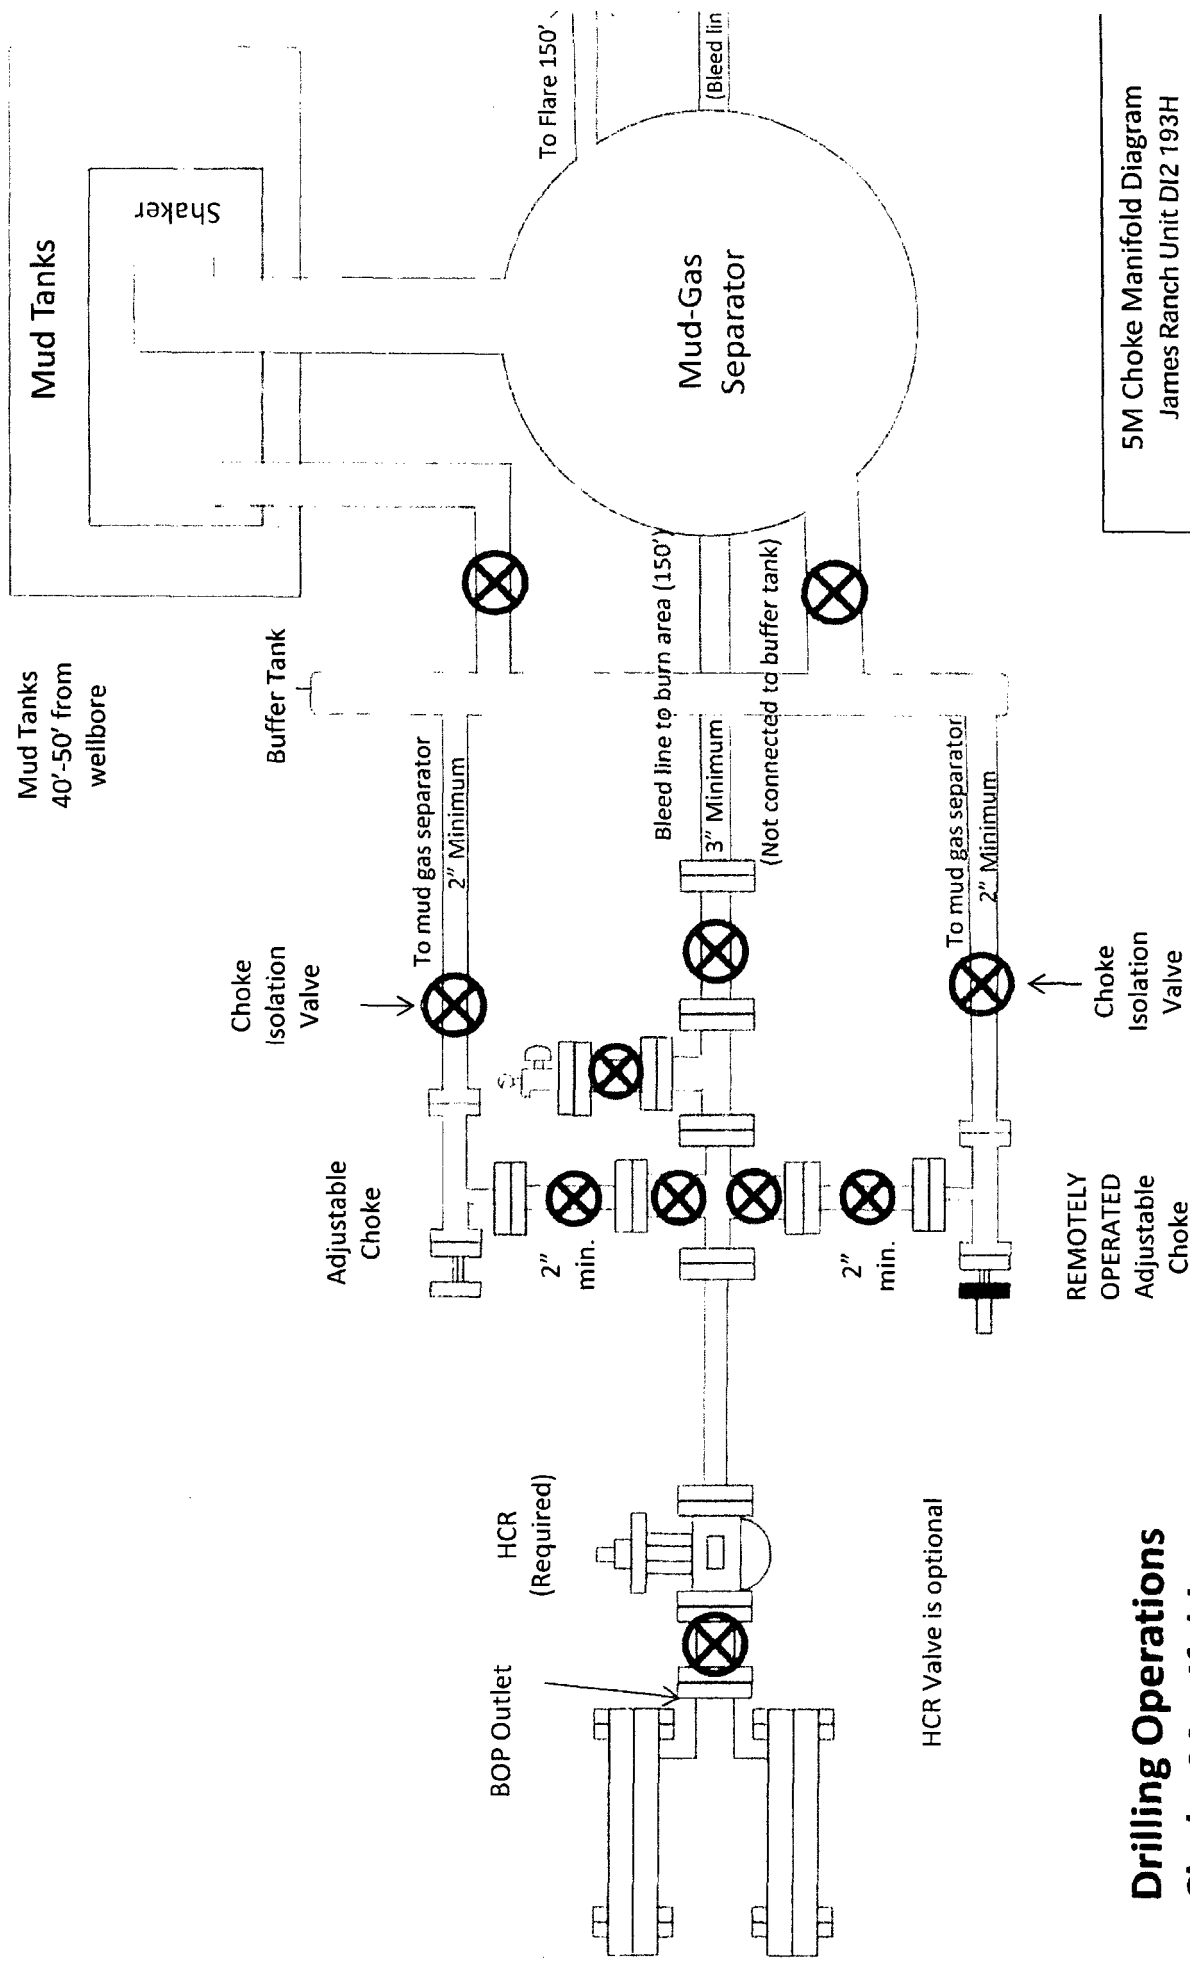 Mud Tanks
40'-50' from
wellbore
Mud Tanks
Shaker
Buffer Tank
To Flare 150'
Choke
Isolation
Valve
To mud gas separator
2" Minimum
Adjustable
Choke
Mud-Gas
Separator
Bleed line to burn area (150')
3" Minimum
(Not connected to buffer tank)
(Bleed lin
HCR
(Required)
BOP Outlet
2"
min.
2"
min.
To mud gas separator
2" Minimum
HCR Valve is optional
REMOTELY
OPERATED
Adjustable
Choke
Choke
Isolation
Valve
Drilling Operations
5M Choke Manifold Diagram
James Ranch Unit DI2 193H